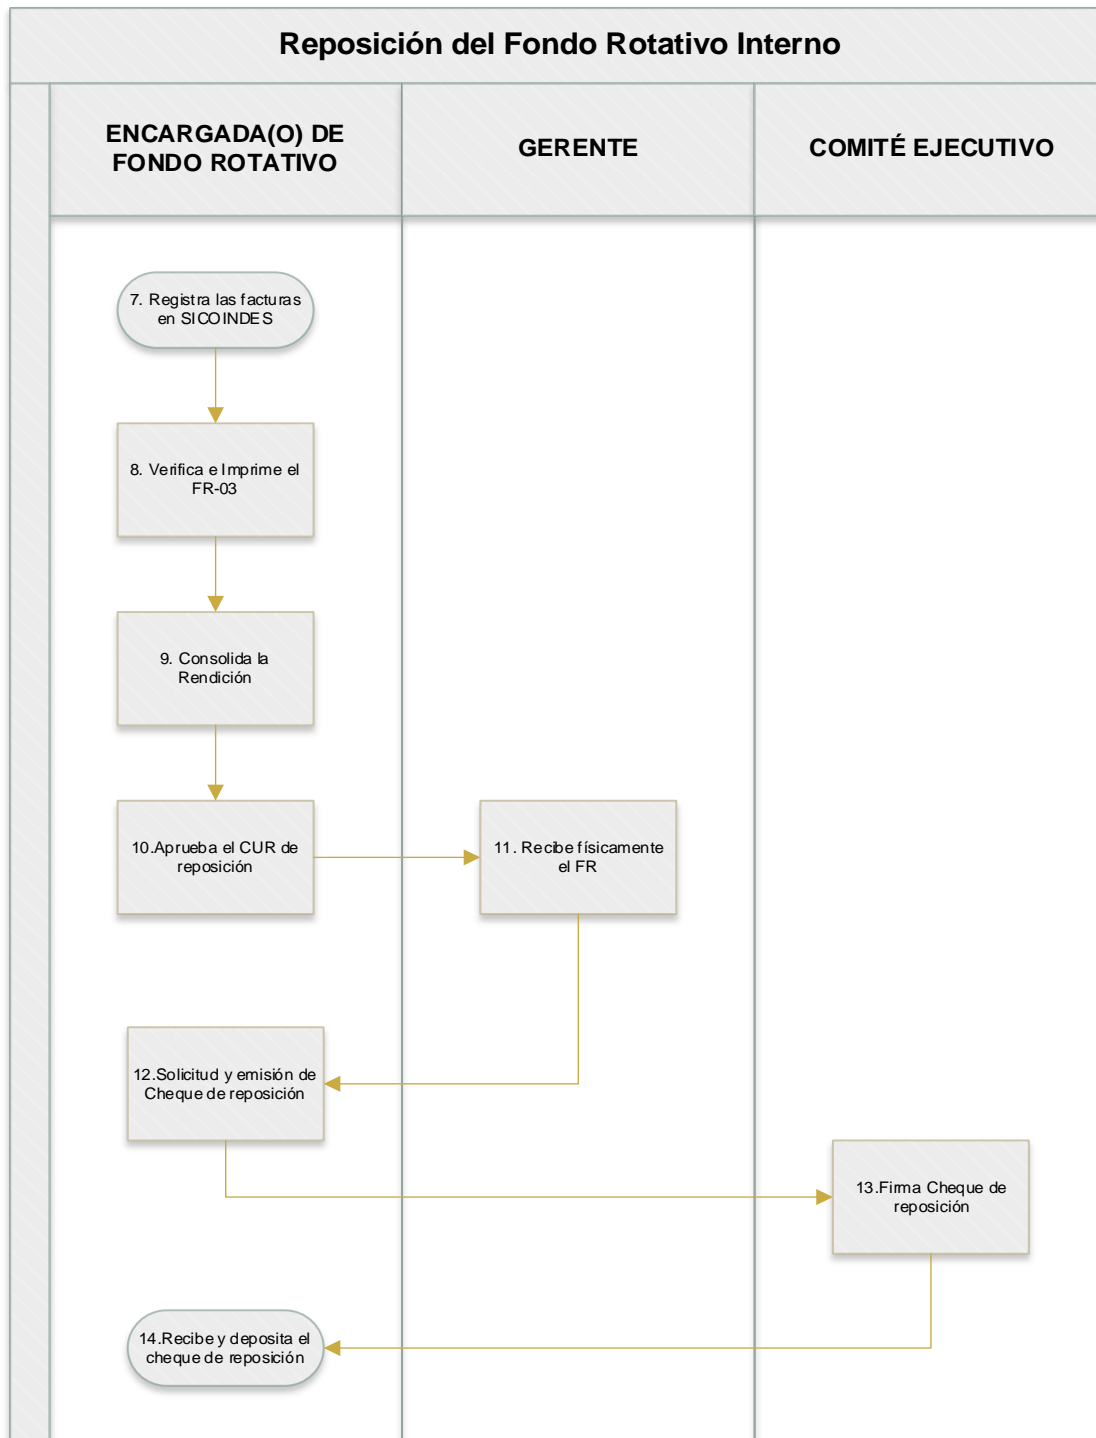 Reposición del Fondo Rotativo Interno
ENCARGADA(O) DE
FONDO ROTATIVO
GERENTE
COMITÉ EJECUTIVO
7. Registra las facturas
en SICOINDES
8. Verifica e Imprime el
FR-03
9. Consolida la
Rendición
10.Aprueba el CUR de
reposición
11. Recibe físicamente
el FR
12.Solicitud y emisión de
Cheque de reposición
13.Firma Cheque de
reposición
14.Recibe y deposita el
cheque de reposición